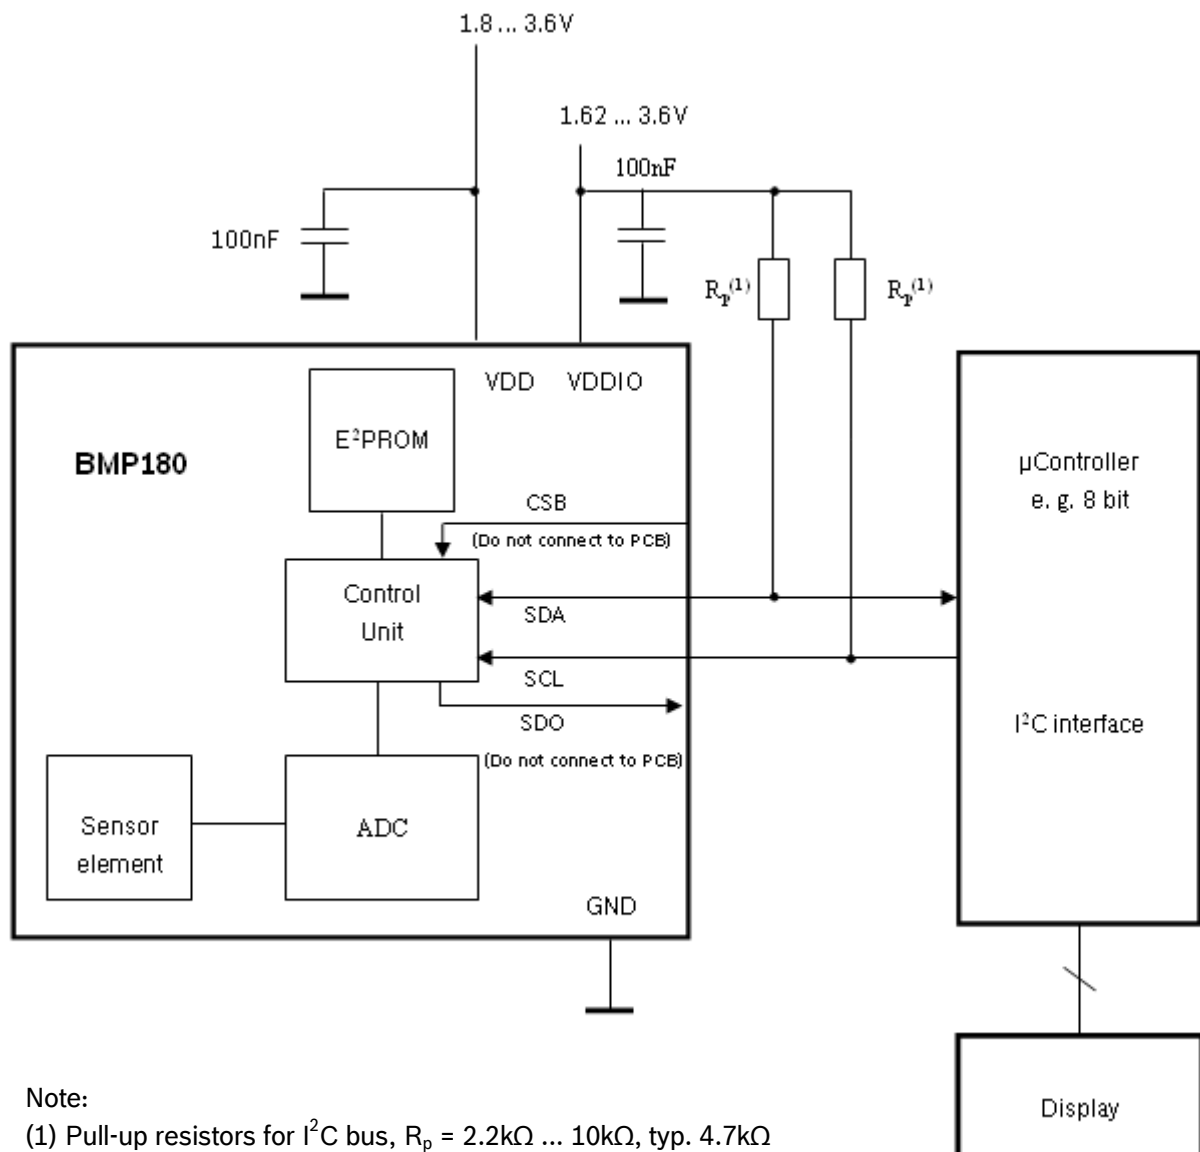 1.8 ... 3.6V
1.62 ... 3.6V
100nF
100nF
Rp(1)
Rp(1)
VDD
VDDIO
E²PROM
BMP180
µController
e. g. 8 bit
CSB
(Do not connect to PCB)
Control
Unit
SDA
SCL
SDO
(Do not connect to PCB)
I²C interface
Sensor
element
ADC
GND
Display
Note:
(1) Pull-up resistors for I²C bus, Rp = 2.2kΩ ... 10kΩ, typ. 4.7kΩ